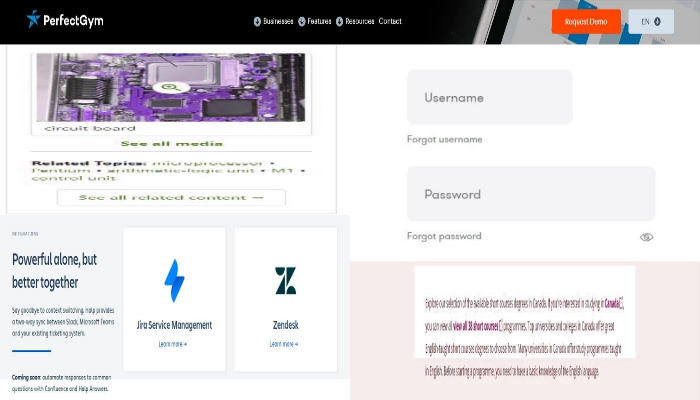 PerfectGym
Businesses Features Resources Contact
Request Demo
EN
circuit board
See all media
Related Topics: microprocessor •
Pentium • arithmetic-logic unit • M1 •
control unit
See all related content →
Username
Forgot username
Password
Forgot password
INTEGRATIONS
Powerful alone, but
better together
Say goodbye to context switching. Help provides
a two-way sync between Slack, Microsoft Teams
and your existing ticketing system.
Coming soon: automate responses to common
questions with Confluence and Help Answers.
Jira Service Management
Learn more →
Zendesk
Learn more →
Explore our selection of the available short courses degrees in Canada. If you're interested in studying in Canada,
you can view all view all 38 short courses programmes. Top universities and colleges in Canada offer great
English-taught short courses degrees to choose from. Many universities in Canada offer study programmes taught
in English. Before starting a programme, you need to have a basic knowledge of the English language.